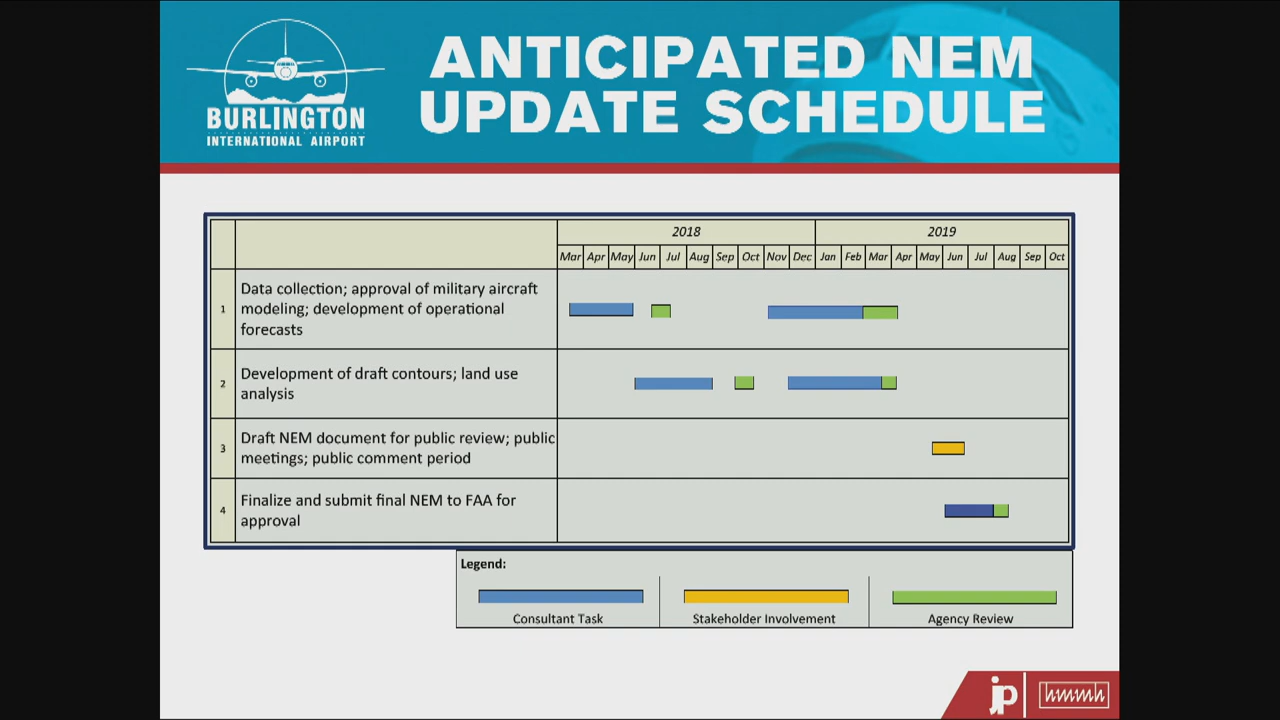 ANTICIPATED NEM
UPDATE SCHEDULE
BURLINGTON
INTERNATIONAL AIRPORT
2018 2019
Mar Apr May Jun Jul Aug Sep Oct Nov Dec Jan Feb Mar Apr May Jun Jul Aug Sep Oct
1 Data collection; approval of military aircraft
modeling; development of operational
forecasts
2 Development of draft contours; land use
analysis
3 Draft NEM document for public review; public
meetings; public comment period
4 Finalize and submit final NEM to FAA for
approval
Legend:
Consultant Task Stakeholder Involvement Agency Review
jp hmmh